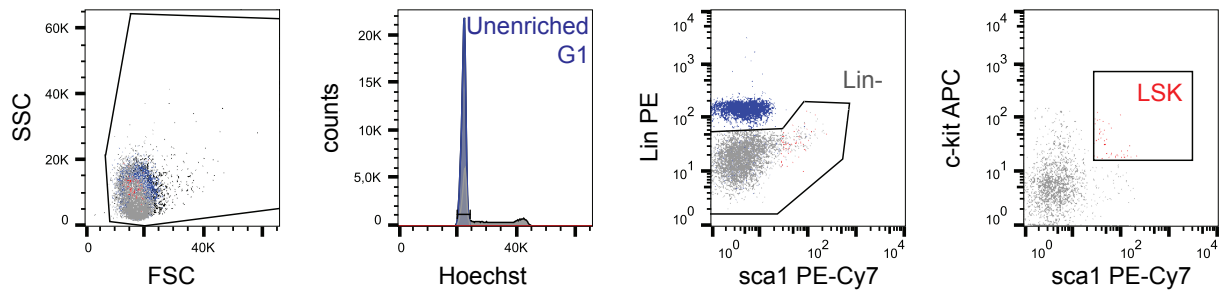 SSC
60K
40K
20K
0
0
40K
FSC
counts
20K
15K
10K
5,0K
0
0
40K
Hoechst
Unenriched
G1
Lin PE
10⁴
10³
10²
10¹
10⁰
10⁰
10²
10⁴
sca1 PE-Cy7
Lin-
c-kit APC
10⁴
10³
10²
10¹
10⁰
10⁰
10²
10⁴
sca1 PE-Cy7
LSK